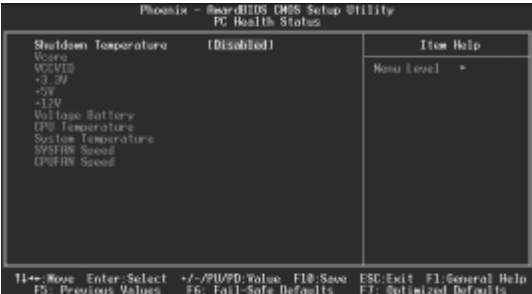 Phoenix - AwardBIOS CMOS Setup Utility
PC Health Status
Shutdown Temperature [Disabled]
Vcore
VCCVID
+3.3V
+5V
+12V
Voltage Battery
CPU Temperature
System Temperature
SYSFAN Speed
CPUFAN Speed
Item Help
Menu Level ►
↑↓→←:Move Enter:Select +/-/PU/PD:Value F10:Save ESC:Exit F1:General Help
F5: Previous Values F6: Fail-Safe Defaults F7: Optimized Defaults